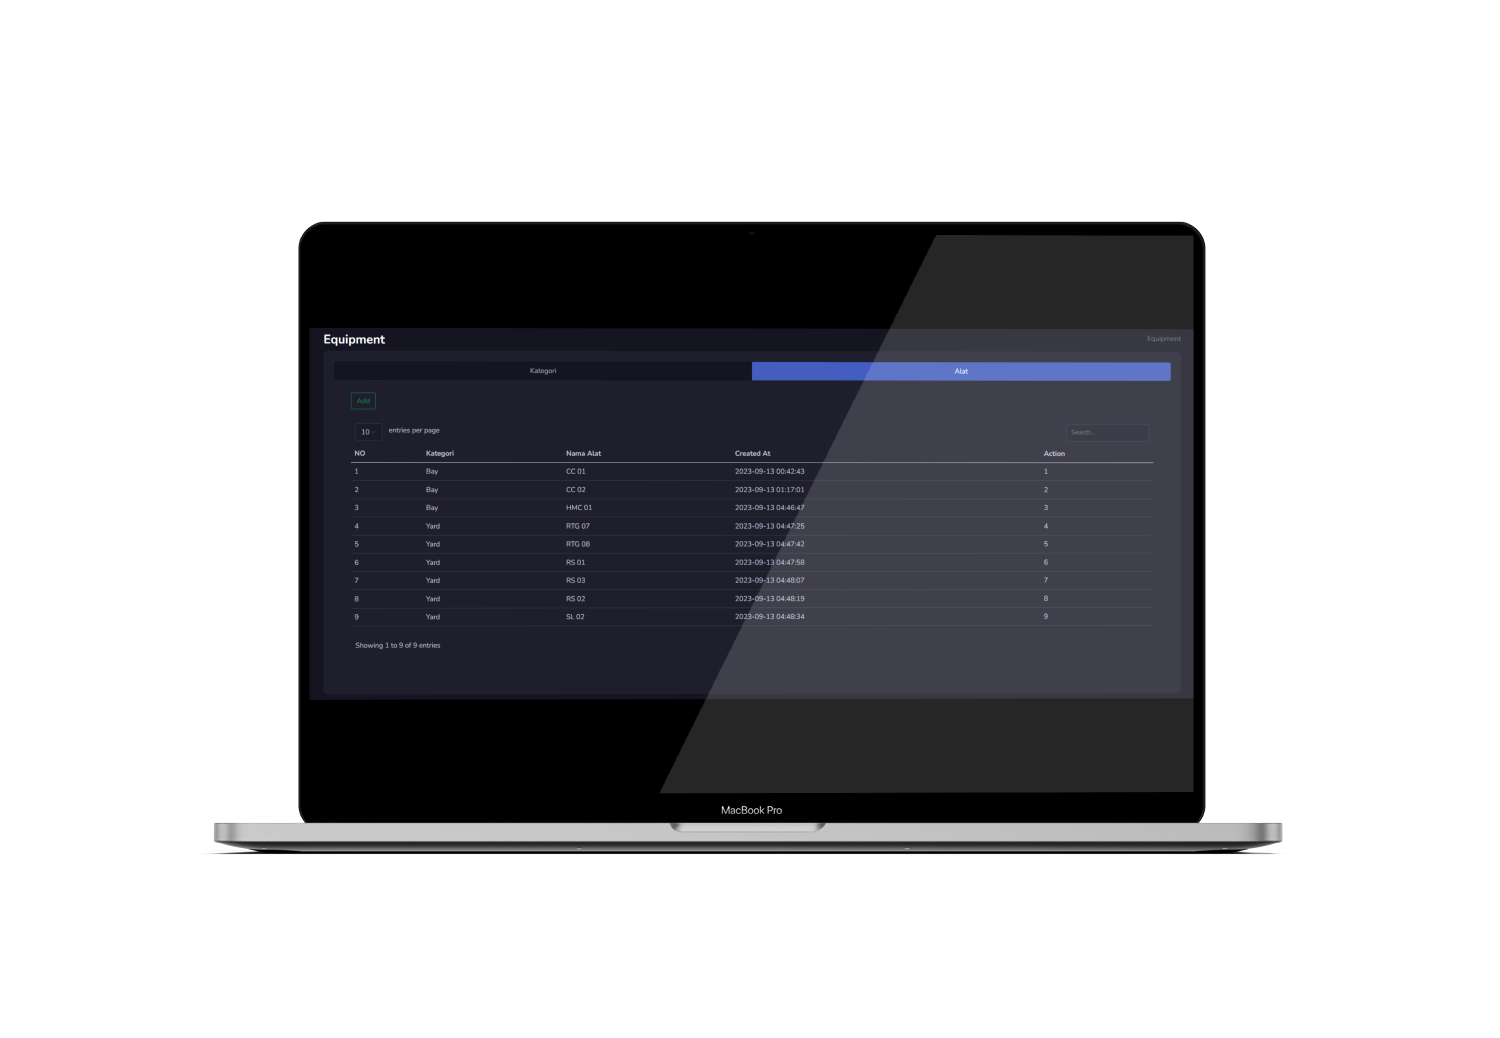 Equipment
Equipment
Kategori Alat
Add
10 entries per page
Search...
NO Kategori Nama Alat Created At Action
1 Bay CC 01 2023-09-13 00:42:43 1
2 Bay CC 02 2023-09-13 01:17:01 2
3 Bay HMC 01 2023-09-13 04:46:47 3
4 Yard RTG 07 2023-09-13 04:47:25 4
5 Yard RTG 08 2023-09-13 04:47:42 5
6 Yard RS 01 2023-09-13 04:47:58 6
7 Yard RS 03 2023-09-13 04:48:07 7
8 Yard RS 02 2023-09-13 04:48:19 8
9 Yard SL 02 2023-09-13 04:48:34 9
Showing 1 to 9 of 9 entries
MacBook Pro